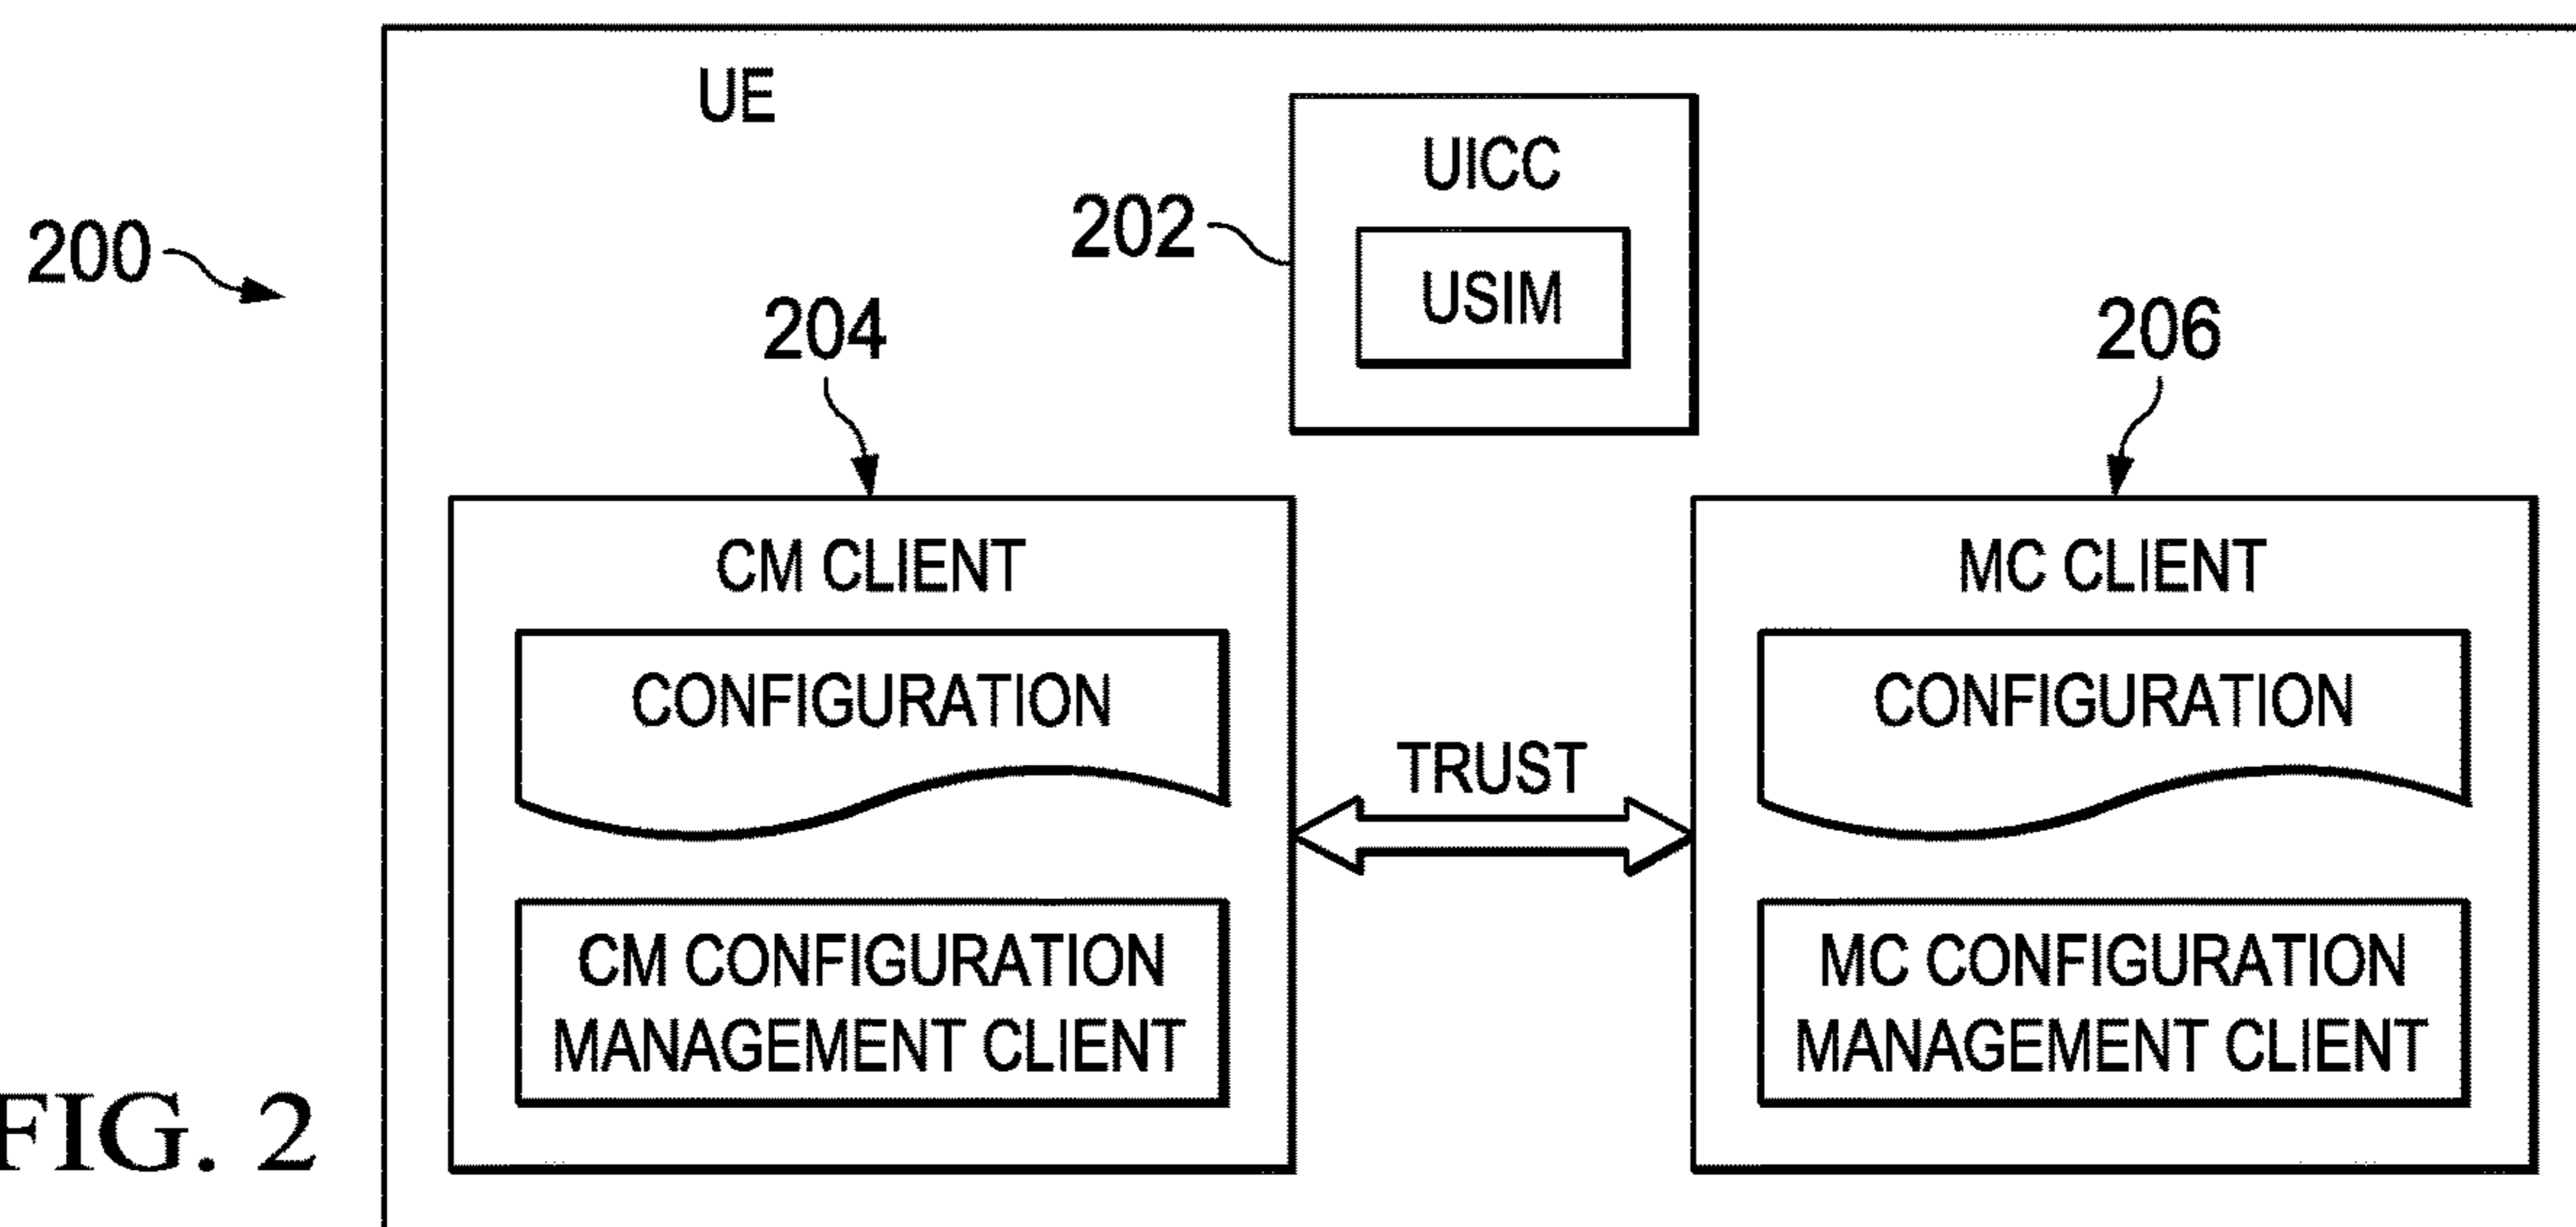 UE
UICC
202
200
USIM
204
206
CM CLIENT
MC CLIENT
CONFIGURATION
CONFIGURATION
TRUST
CM CONFIGURATION
MANAGEMENT CLIENT
MC CONFIGURATION
MANAGEMENT CLIENT
FIG. 2